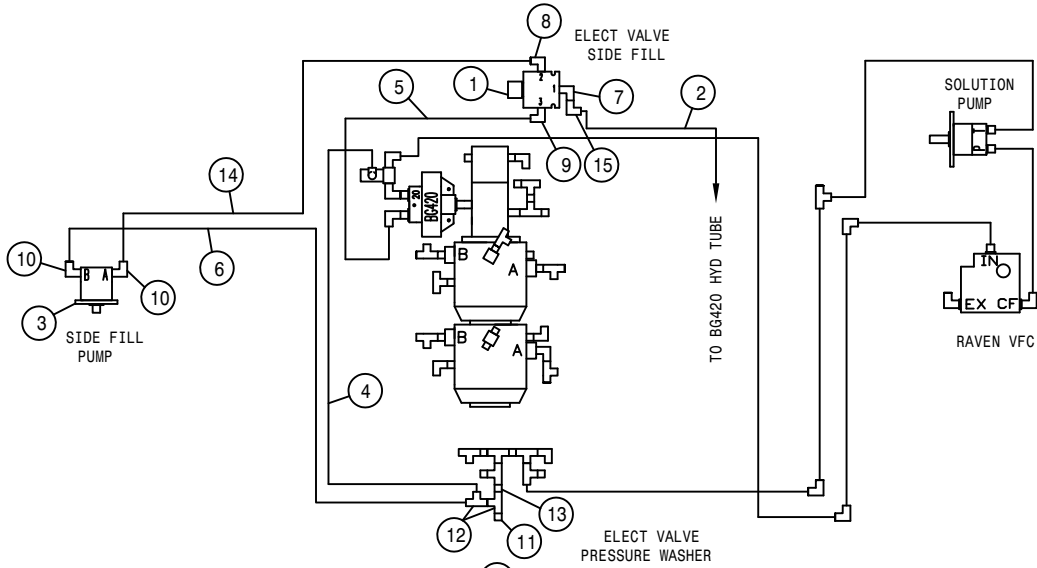 8
ELECT VALVE
SIDE FILL
1
2
1
3
5
7
2
SOLUTION
PUMP
9
15
14
20
BG420
6
10
B A
10
3
SIDE FILL
PUMP
B
A
TO BG420 HYD TUBE
IN
EX CF
RAVEN VFC
B
A
4
13
12
11
ELECT VALVE
PRESSURE WASHER